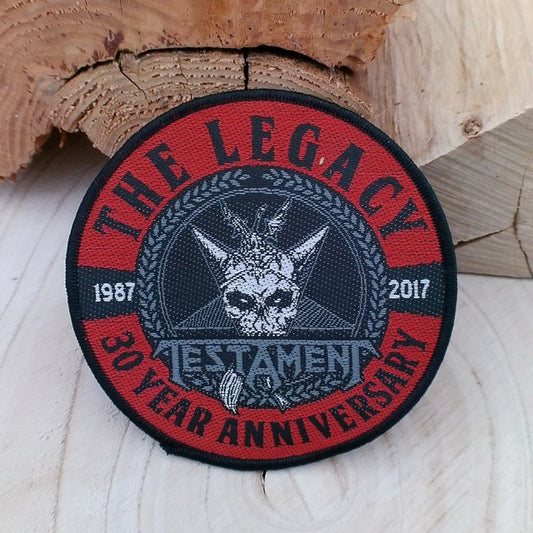 THE LEGACY
1987
2017
TESTAMENT
30 YEAR ANNIVERSARY